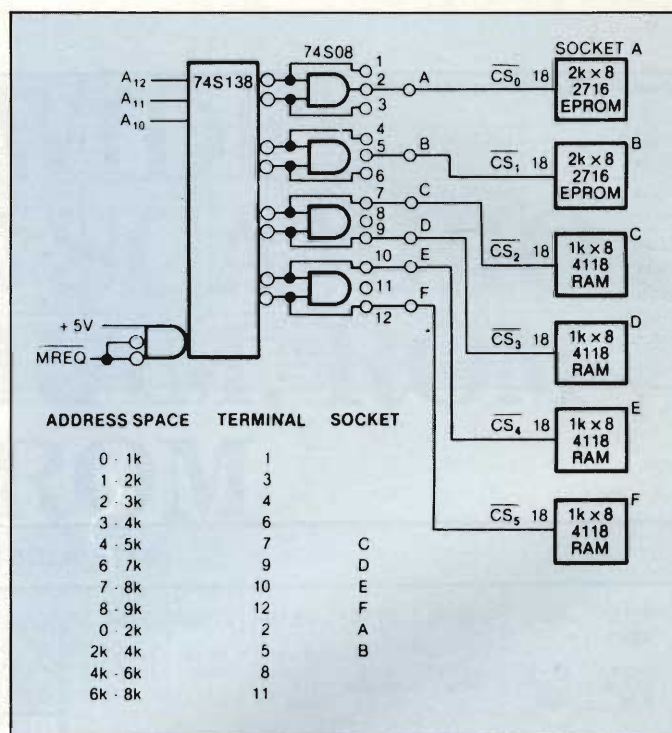 74S08
SOCKET A
A12
A11
A10
74S138
1
2
3
A
CS0 18
2k × 8
2716
EPROM
4
5
6
B
CS1 18
B
2k × 8
2716
EPROM
7
8
9
C
D
CS2 18
C
1k × 8
4118
RAM
10
11
12
E
F
CS3 18
D
1k × 8
4118
RAM
+ 5V
MREQ
CS4 18
E
1k × 8
4118
RAM
CS5 18
F
1k × 8
4118
RAM
ADDRESS SPACE TERMINAL SOCKET
0 - 1k 1
1 - 2k 3
2 - 3k 4
3 - 4k 6
4 - 5k 7 C
6 - 7k 9 D
7 - 8k 10 E
8 - 9k 12 F
0 - 2k 2 A
2k - 4k 5 B
4k - 6k 8
6k - 8k 11